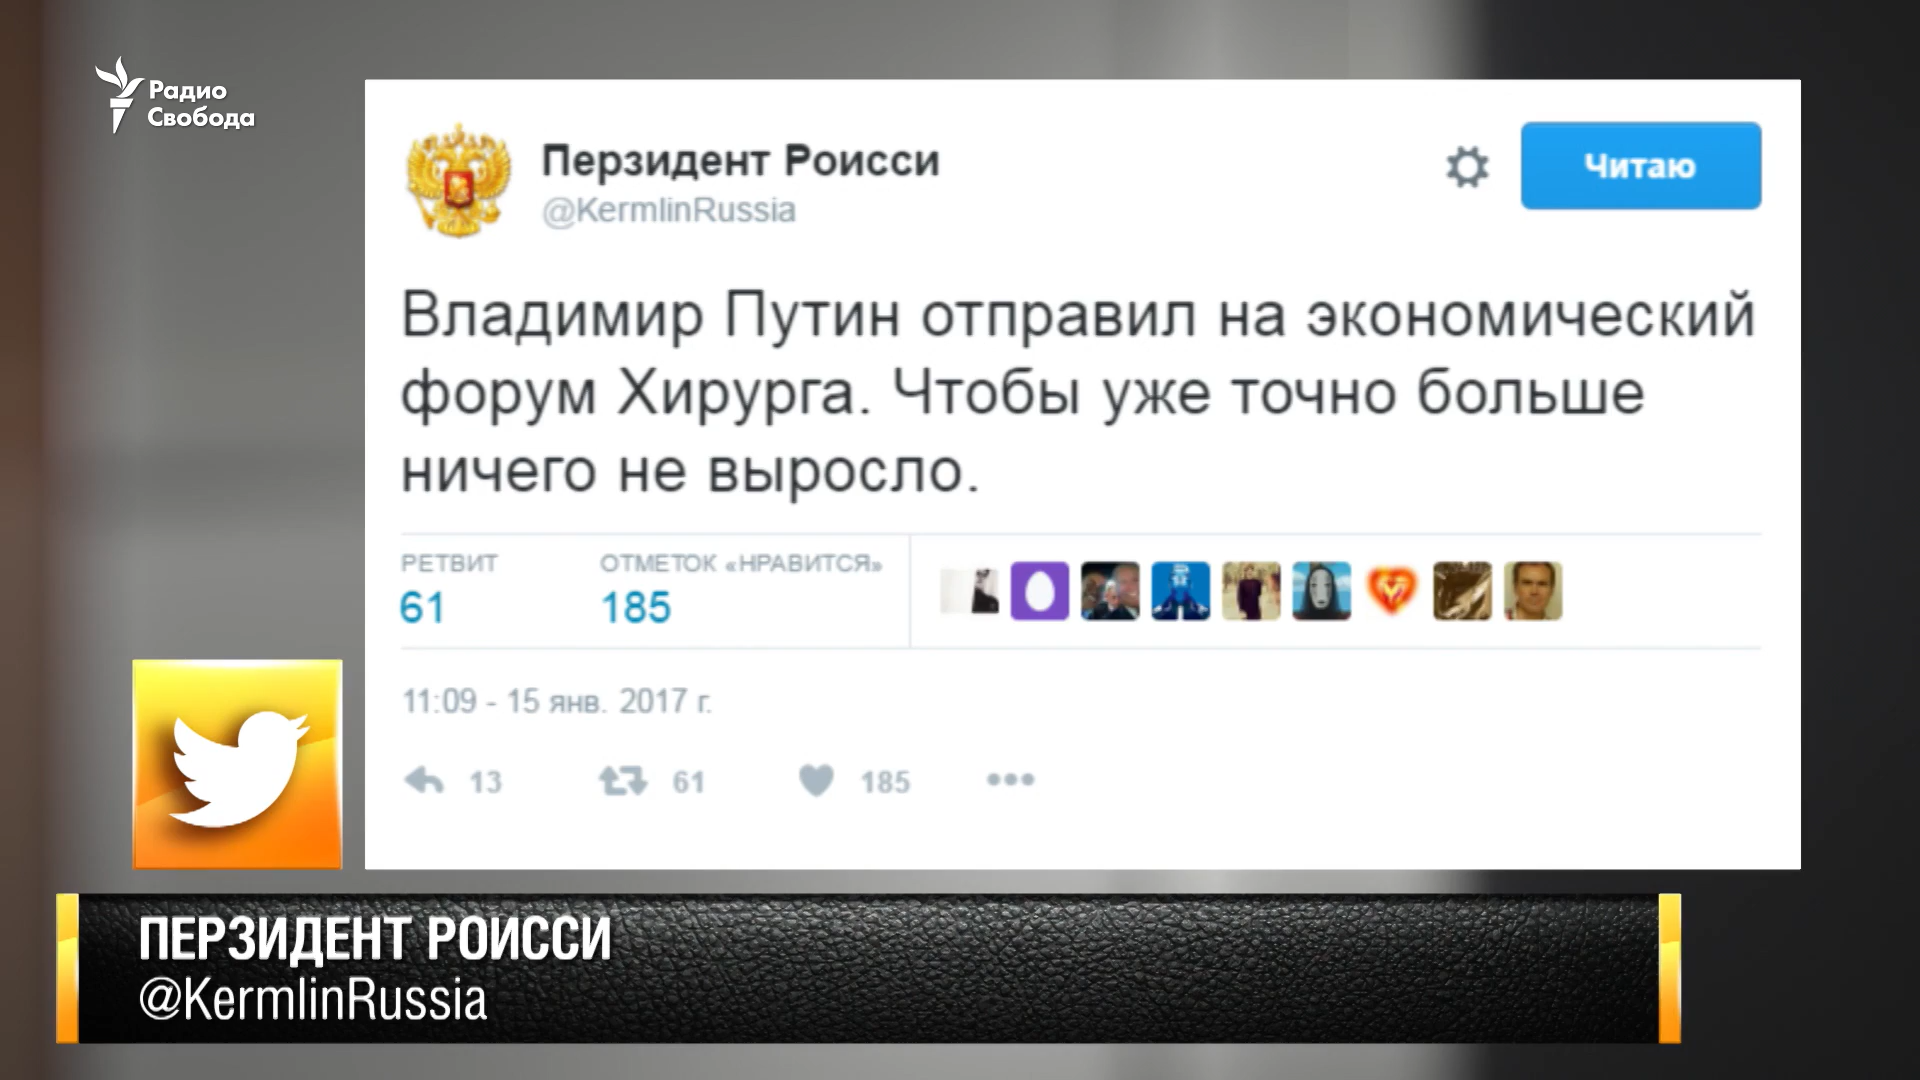 Радио
Свобода
Перзидент Роисси
@KermlinRussia
Читаю
Владимир Путин отправил на экономический
форум Хирурга. Чтобы уже точно больше
ничего не выросло.
РЕТВИТ
61
ОТМЕТОК «НРАВИТСЯ»
185
11:09 - 15 янв. 2017 г.
13
61
185
ПЕРЗИДЕНТ РОИССИ
@KermlinRussia